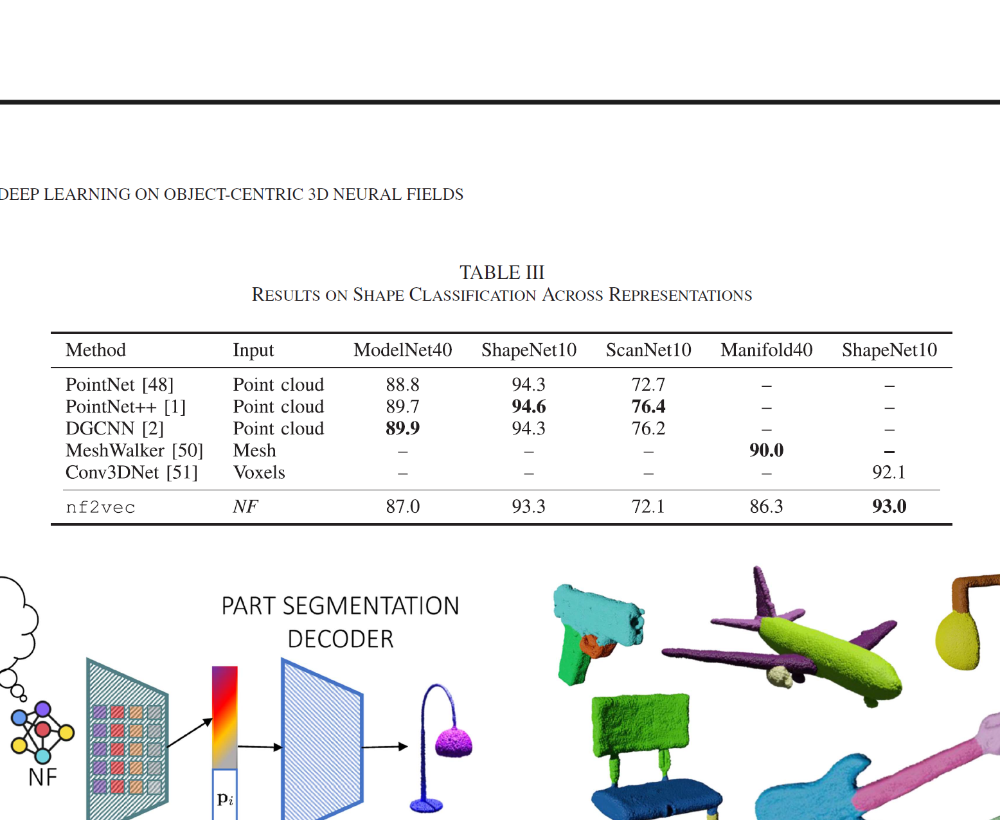 DEEP LEARNING ON OBJECT-CENTRIC 3D NEURAL FIELDS
TABLE III
RESULTS ON SHAPE CLASSIFICATION ACROSS REPRESENTATIONS
Method Input ModelNet40 ShapeNet10 ScanNet10 Manifold40 ShapeNet10
PointNet [48] Point cloud 88.8 94.3 72.7 – –
PointNet++ [1] Point cloud 89.7 94.6 76.4 – –
DGCNN [2] Point cloud 89.9 94.3 76.2 – –
MeshWalker [50] Mesh – – – 90.0 –
Conv3DNet [51] Voxels – – – – 92.1
nf2vec NF 87.0 93.3 72.1 86.3 93.0
PART SEGMENTATION
DECODER
NF
pᵢ